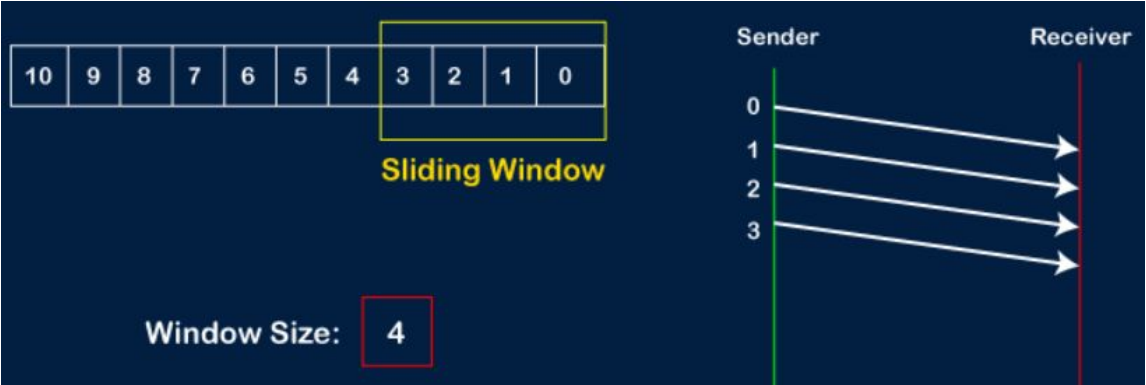 10 9 8 7 6 5 4 3 2 1 0
Sliding Window
Window Size: 4
Sender Receiver
0
1
2
3